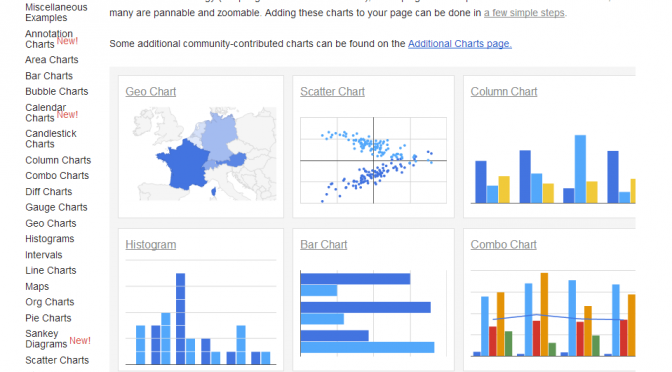 Miscellaneous
Examples
Annotation
Charts New!
Area Charts
Bar Charts
Bubble Charts
Calendar
Charts New!
Candlestick
Charts
Column Charts
Combo Charts
Diff Charts
Gauge Charts
Geo Charts
Histograms
Intervals
Line Charts
Maps
Org Charts
Pie Charts
Sankey
Diagrams New!
Scatter Charts
many are pannable and zoomable. Adding these charts to your page can be done in a few simple steps.
Some additional community-contributed charts can be found on the Additional Charts page.
Geo Chart
Scatter Chart
Column Chart
Histogram
Bar Chart
Combo Chart